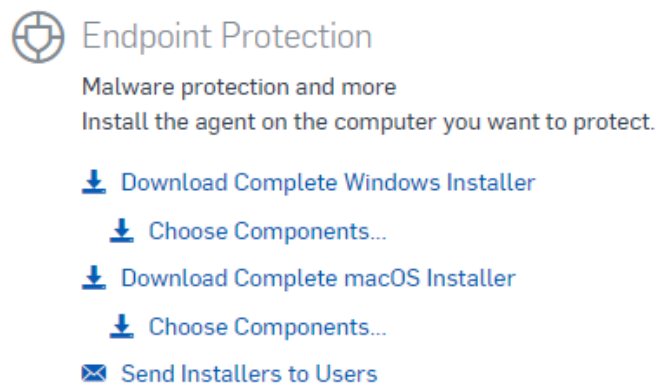 Endpoint Protection
Malware protection and more
Install the agent on the computer you want to protect.
Download Complete Windows Installer
Choose Components...
Download Complete macOS Installer
Choose Components...
Send Installers to Users